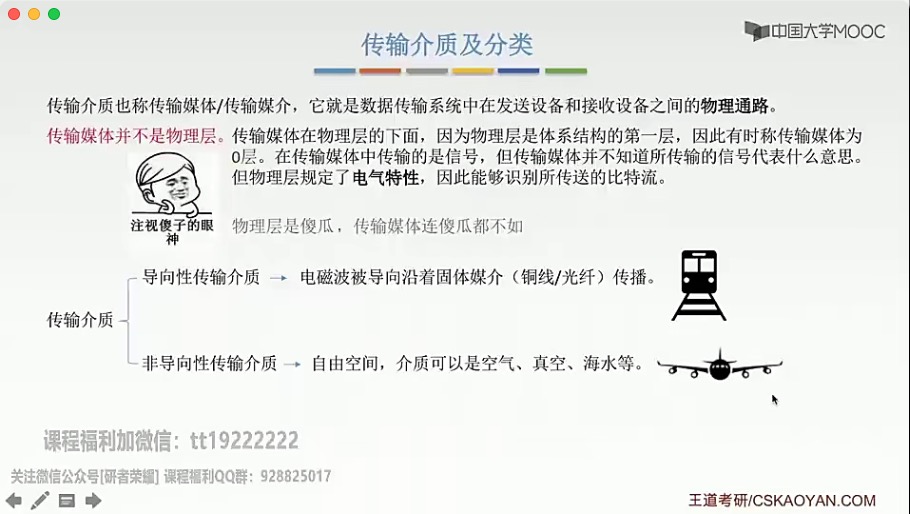 中国大学MOOC
传输介质及分类
传输介质也称传输媒体/传输媒介，它就是数据传输系统中在发送设备和接收设备之间的物理通路。
传输媒体并不是物理层。传输媒体在物理层的下面，因为物理层是体系结构的第一层，因此有时称传输媒体为
0层。在传输媒体中传输的是信号，但传输媒体并不知道所传输的信号代表什么意思。
但物理层规定了电气特性，因此能够识别所传送的比特流。
注视傻子的眼
神
物理层是傻瓜，传输媒体连傻瓜都不如
导向性传输介质
电磁波被导向沿着固体媒介（铜线/光纤）传播。
传输介质
非导向性传输介质
自由空间，介质可以是空气、真空、海水等。
课程福利加微信：tt19222222
关注微信公众号[研者荣耀] 课程福利QQ群：928825017
王道考研/CSKAOYAN.COM